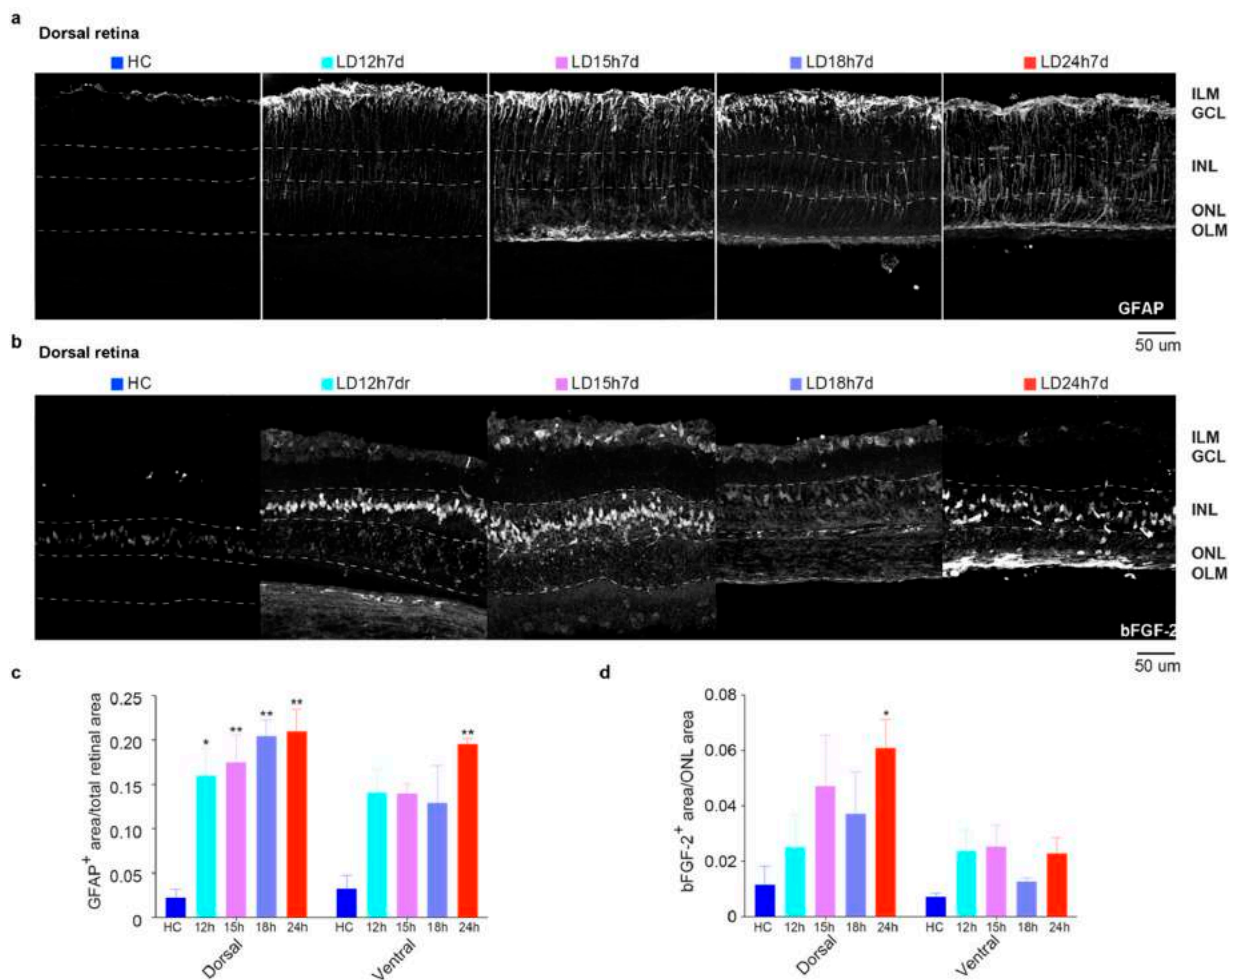 a
Dorsal retina
HC LD12h7d LD15h7d LD18h7d LD24h7d
ILM
GCL
INL
ONL
OLM
GFAP
50 um
b
Dorsal retina
HC LD12h7dr LD15h7d LD18h7d LD24h7d
ILM
GCL
INL
ONL
OLM
bFGF-2
50 um
c
GFAP+ area/total retinal area
0.25
0.20
0.15
0.10
0.05
0
* ** ** ** **
HC 12h 15h 18h 24h HC 12h 15h 18h 24h
Dorsal Ventral
d
bFGF-2+ area/ONL area
0.08
0.06
0.04
0.02
0
*
HC 12h 15h 18h 24h HC 12h 15h 18h 24h
Dorsal Ventral